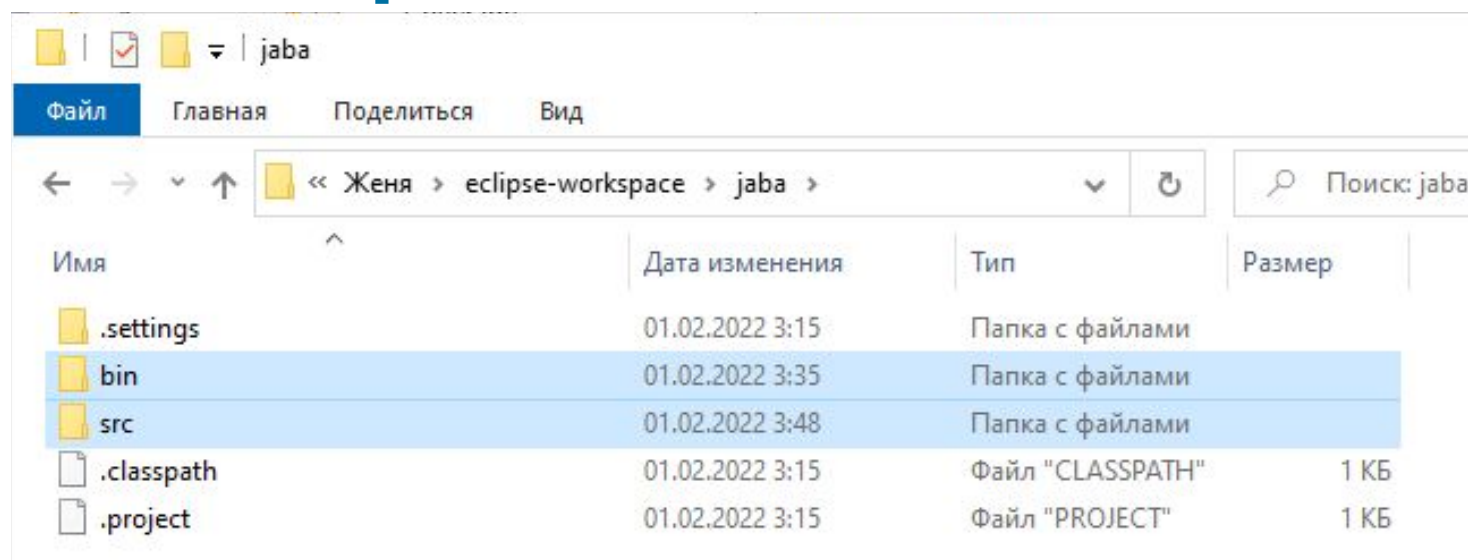 jaba
Файл Главная Поделиться Вид
« Женя › eclipse-workspace › jaba › Поиск: jaba
Имя Дата изменения Тип Размер
.settings 01.02.2022 3:15 Папка с файлами
bin 01.02.2022 3:35 Папка с файлами
src 01.02.2022 3:48 Папка с файлами
.classpath 01.02.2022 3:15 Файл "CLASSPATH" 1 КБ
.project 01.02.2022 3:15 Файл "PROJECT" 1 КБ